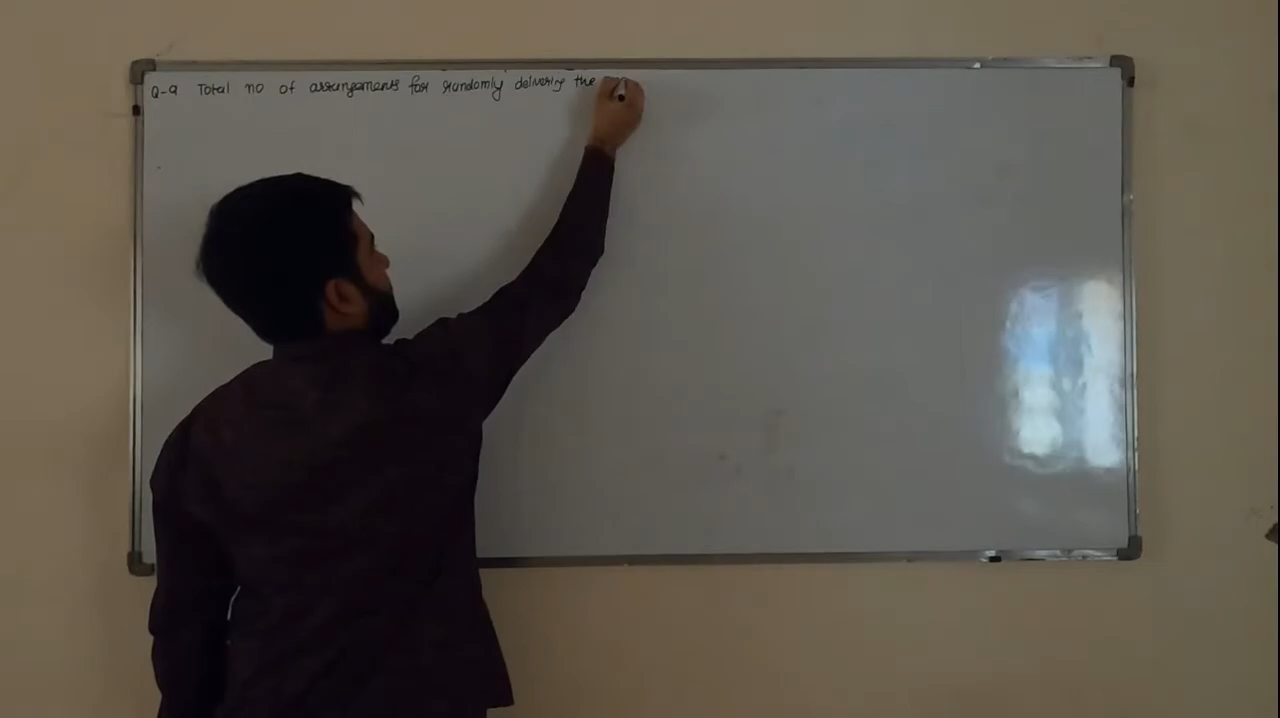 Q-9 Total no of arrangements for randomly delivering the